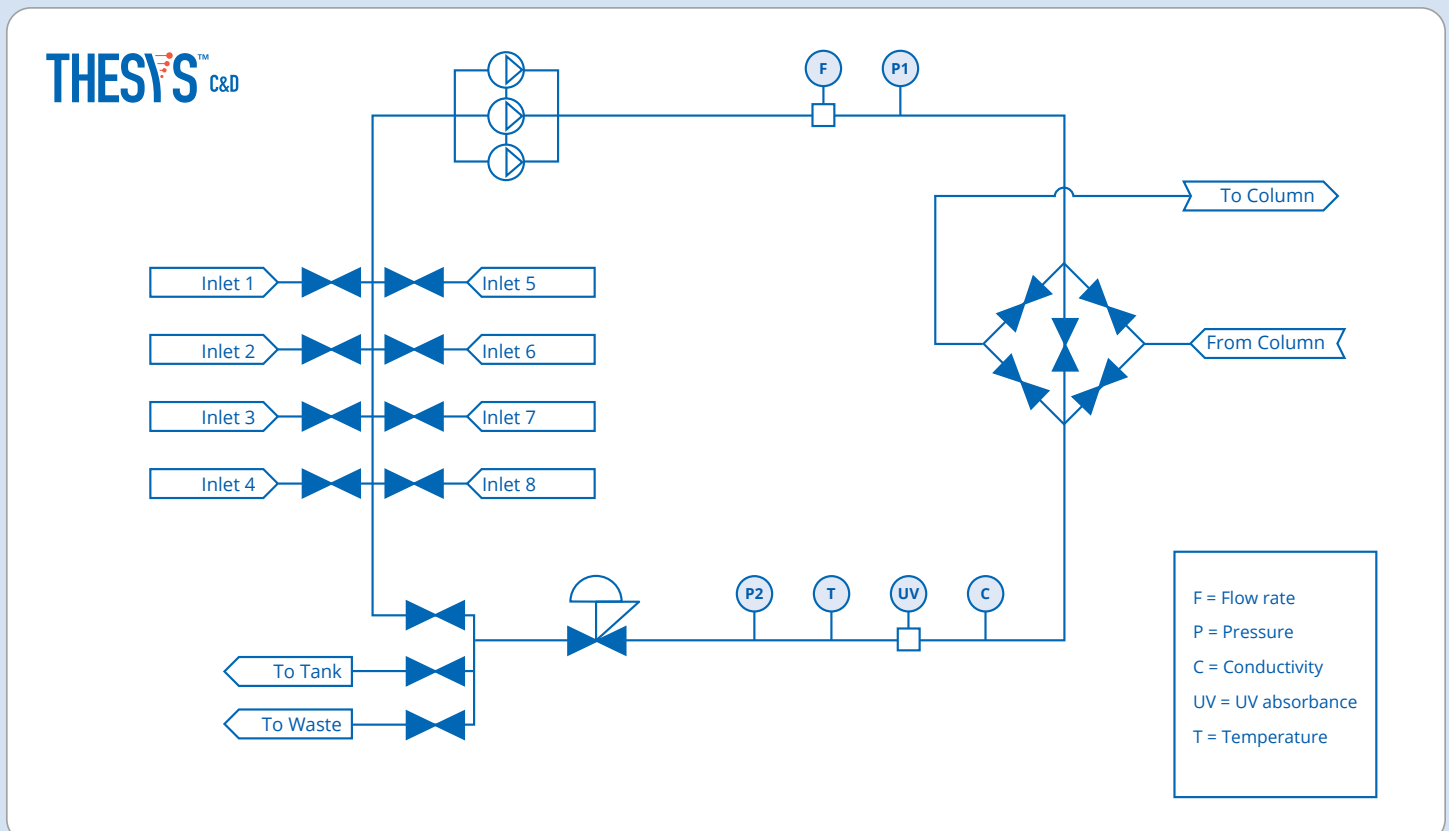 THESYS™ C&D
F
P1
To Column
From Column
Inlet 1
Inlet 5
Inlet 2
Inlet 6
Inlet 3
Inlet 7
Inlet 4
Inlet 8
P2
T
UV
C
To Tank
To Waste
F = Flow rate
P = Pressure
C = Conductivity
UV = UV absorbance
T = Temperature